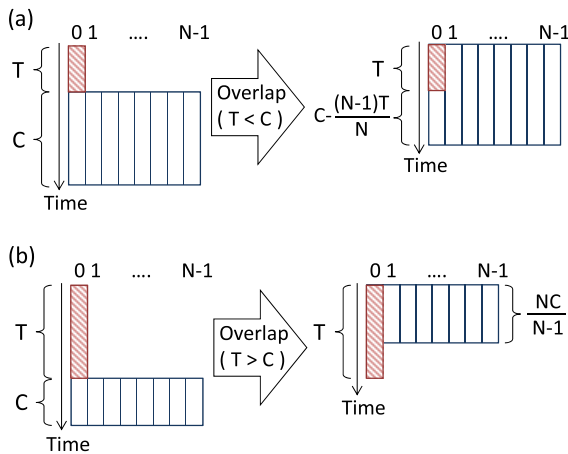 (a)
0 1 .... N-1
T
C
Time
Overlap
( T < C )
0 1 .... N-1
T
C- (N-1)T
N
Time
(b)
0 1 .... N-1
T
C
Time
Overlap
( T > C )
0 1 .... N-1
T
NC
N-1
Time